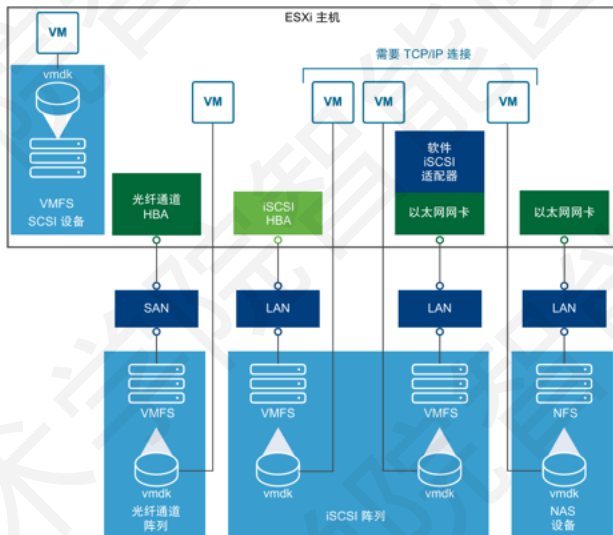 ESXi 主机
VM
需要 TCP/IP 连接
vmdk
VM
VM
VM
VM
VMFS
SCSI 设备
光纤通道
HBA
iSCSI
HBA
软件
iSCSI
适配器
以太网网卡
以太网网卡
SAN
LAN
LAN
LAN
VMFS
VMFS
VMFS
NFS
vmdk
vmdk
vmdk
vmdk
光纤通道
阵列
iSCSI 阵列
NAS
设备